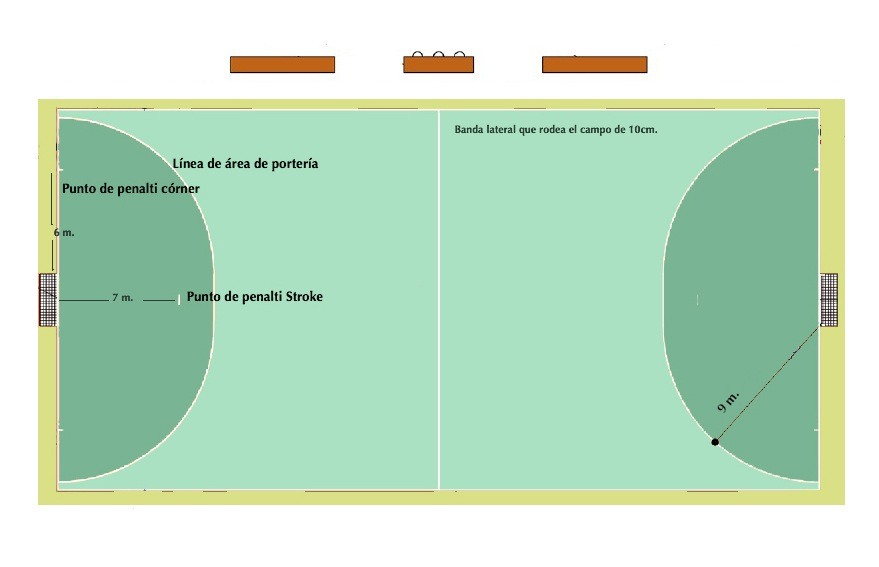 Banda lateral que rodea el campo de 10cm.
Línea de área de portería
Punto de penalti córner
6 m.
7 m.
Punto de penalti Stroke
9 m.